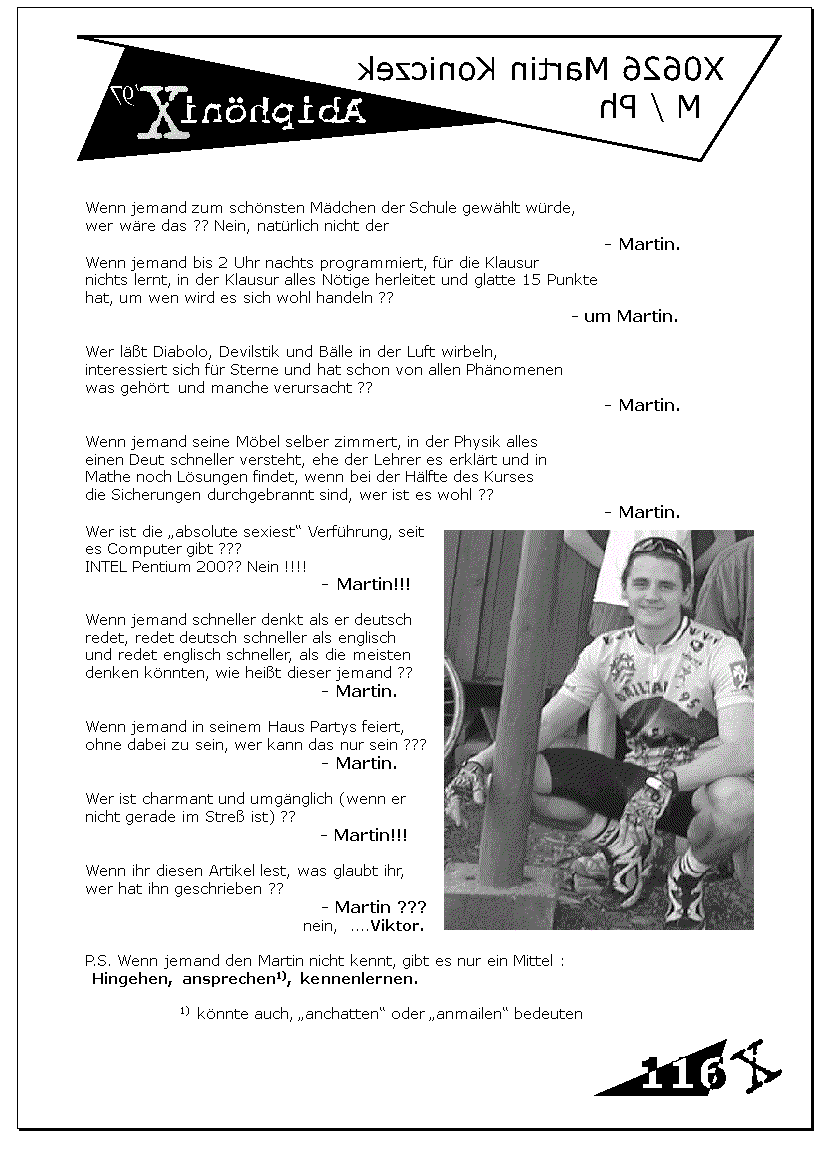 X0626 Martin Koniczek
M / Ph
AbiphöniX '97
Wenn jemand zum schönsten Mädchen der Schule gewählt würde,
wer wäre das ?? Nein, natürlich nicht der
- Martin.
Wenn jemand bis 2 Uhr nachts programmiert, für die Klausur
nichts lernt, in der Klausur alles Nötige herleitet und glatte 15 Punkte
hat, um wen wird es sich wohl handeln ??
- um Martin.
Wer läßt Diabolo, Devilstik und Bälle in der Luft wirbeln,
interessiert sich für Sterne und hat schon von allen Phänomenen
was gehört und manche verursacht ??
- Martin.
Wenn jemand seine Möbel selber zimmert, in der Physik alles
einen Deut schneller versteht, ehe der Lehrer es erklärt und in
Mathe noch Lösungen findet, wenn bei der Hälfte des Kurses
die Sicherungen durchgebrannt sind, wer ist es wohl ??
- Martin.
Wer ist die „absolute sexiest“ Verführung, seit
es Computer gibt ???
INTEL Pentium 200?? Nein !!!!
- Martin!!!
Wenn jemand schneller denkt als er deutsch
redet, redet deutsch schneller als englisch
und redet englisch schneller, als die meisten
denken könnten, wie heißt dieser jemand ??
- Martin.
Wenn jemand in seinem Haus Partys feiert,
ohne dabei zu sein, wer kann das nur sein ???
- Martin.
Wer ist charmant und umgänglich (wenn er
nicht gerade im Streß ist) ??
- Martin!!!
Wenn ihr diesen Artikel lest, was glaubt ihr,
wer hat ihn geschrieben ??
- Martin ???
nein, ....Viktor.
P.S. Wenn jemand den Martin nicht kennt, gibt es nur ein Mittel :
Hingehen, ansprechen¹⁾, kennenlernen.
¹⁾ könnte auch, „anchatten“ oder „anmailen“ bedeuten
116 X